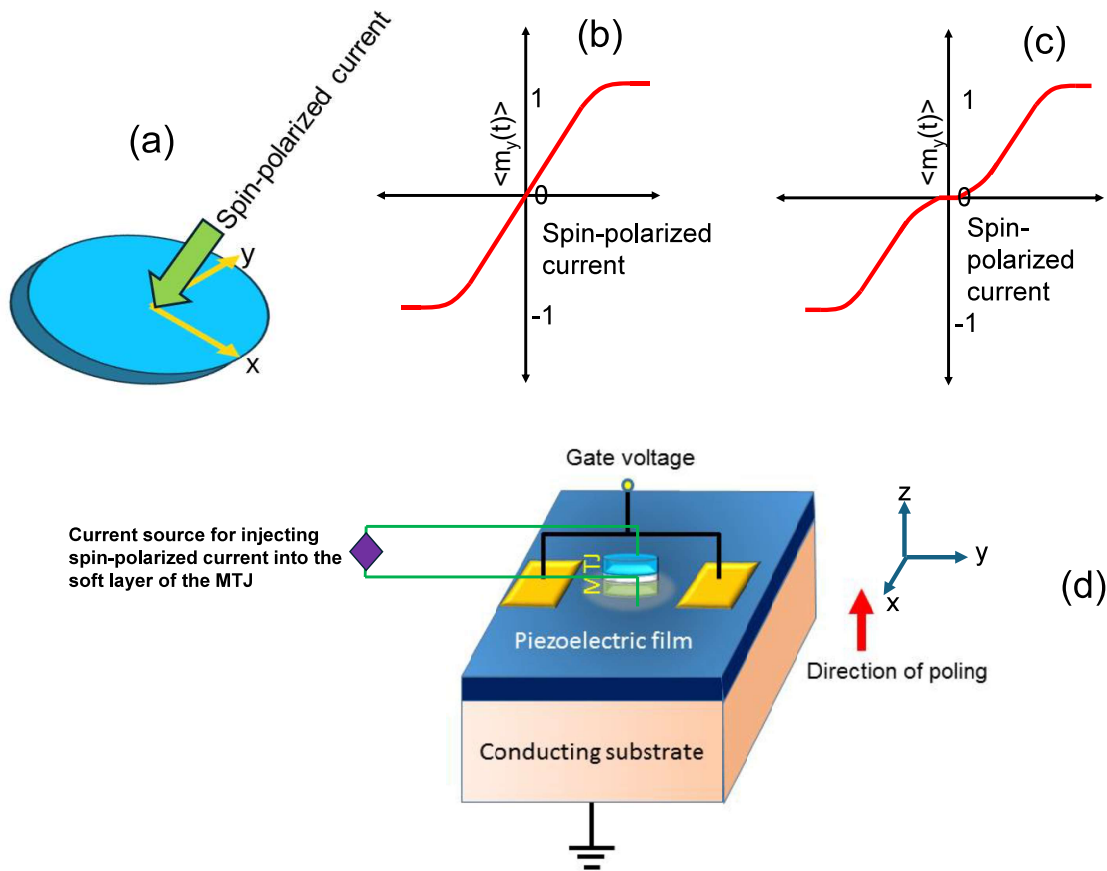 (a)
Spin-polarized current
y
x
(b)
<m_y(t)>
1
0
-1
Spin-polarized
current
(c)
<m_y(t)>
1
0
-1
Spin-
polarized
current
Gate voltage
Current source for injecting
spin-polarized current into the
soft layer of the MTJ
MTJ
Piezoelectric film
Conducting substrate
z
y
x
(d)
Direction of poling